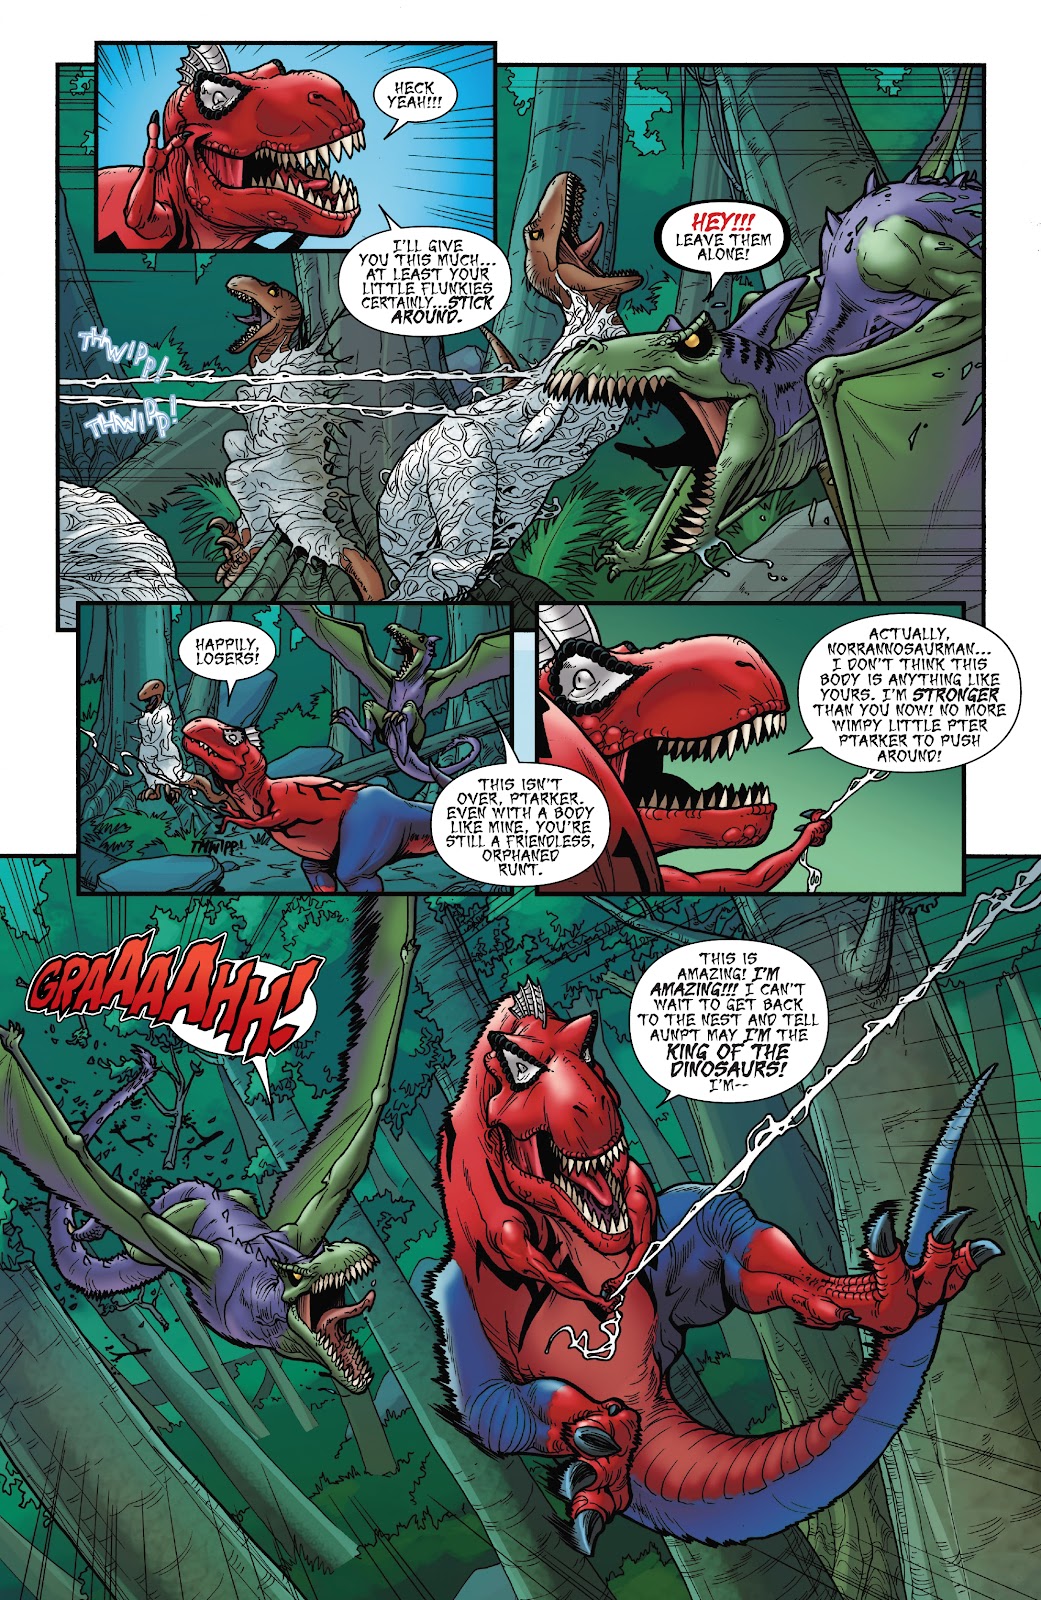 HECK
YEAH!!!
I'LL GIVE
YOU THIS MUCH...
AT LEAST YOUR
LITTLE FLUNKIES
CERTAINLY...STICK
AROUND.
HEY!!!
LEAVE THEM
ALONE!
THWIPP!
THWIPP!
HAPPILY,
LOSERS!
THWIPP!
THIS ISN'T
OVER, PTARKER.
EVEN WITH A BODY
LIKE MINE, YOU'RE
STILL A FRIENDLESS,
ORPHANED
RUNT.
ACTUALLY,
NORRANNOSAURMAN...
I DON'T THINK THIS
BODY IS ANYTHING LIKE
YOURS. I'M STRONGER
THAN YOU NOW! NO MORE
WIMPY LITTLE PTER
PTARKER TO PUSH
AROUND!
GRAAAAAHH!
THIS IS
AMAZING! I'M
AMAZING!!! I CAN'T
WAIT TO GET BACK
TO THE NEST AND TELL
AUNPT MAY I'M THE
KING OF THE
DINOSAURS!
I'M--